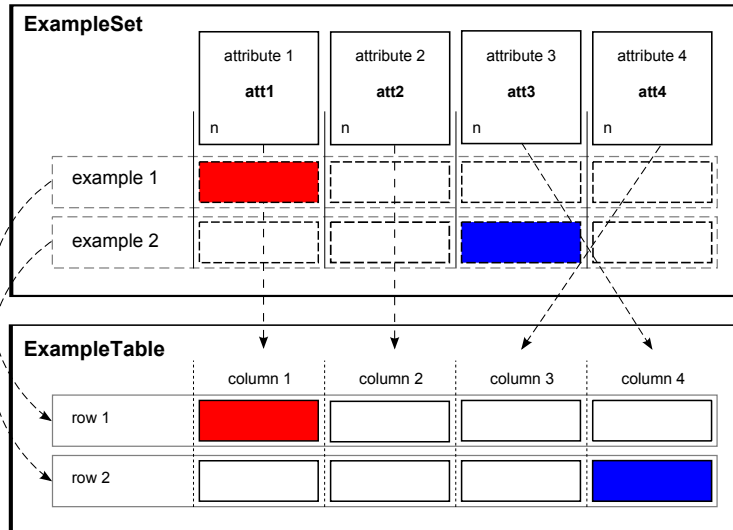 ExampleSet
attribute 1 attribute 2 attribute 3 attribute 4
att1 att2 att3 att4
n n n n
example 1
example 2
ExampleTable
column 1 column 2 column 3 column 4
row 1
row 2